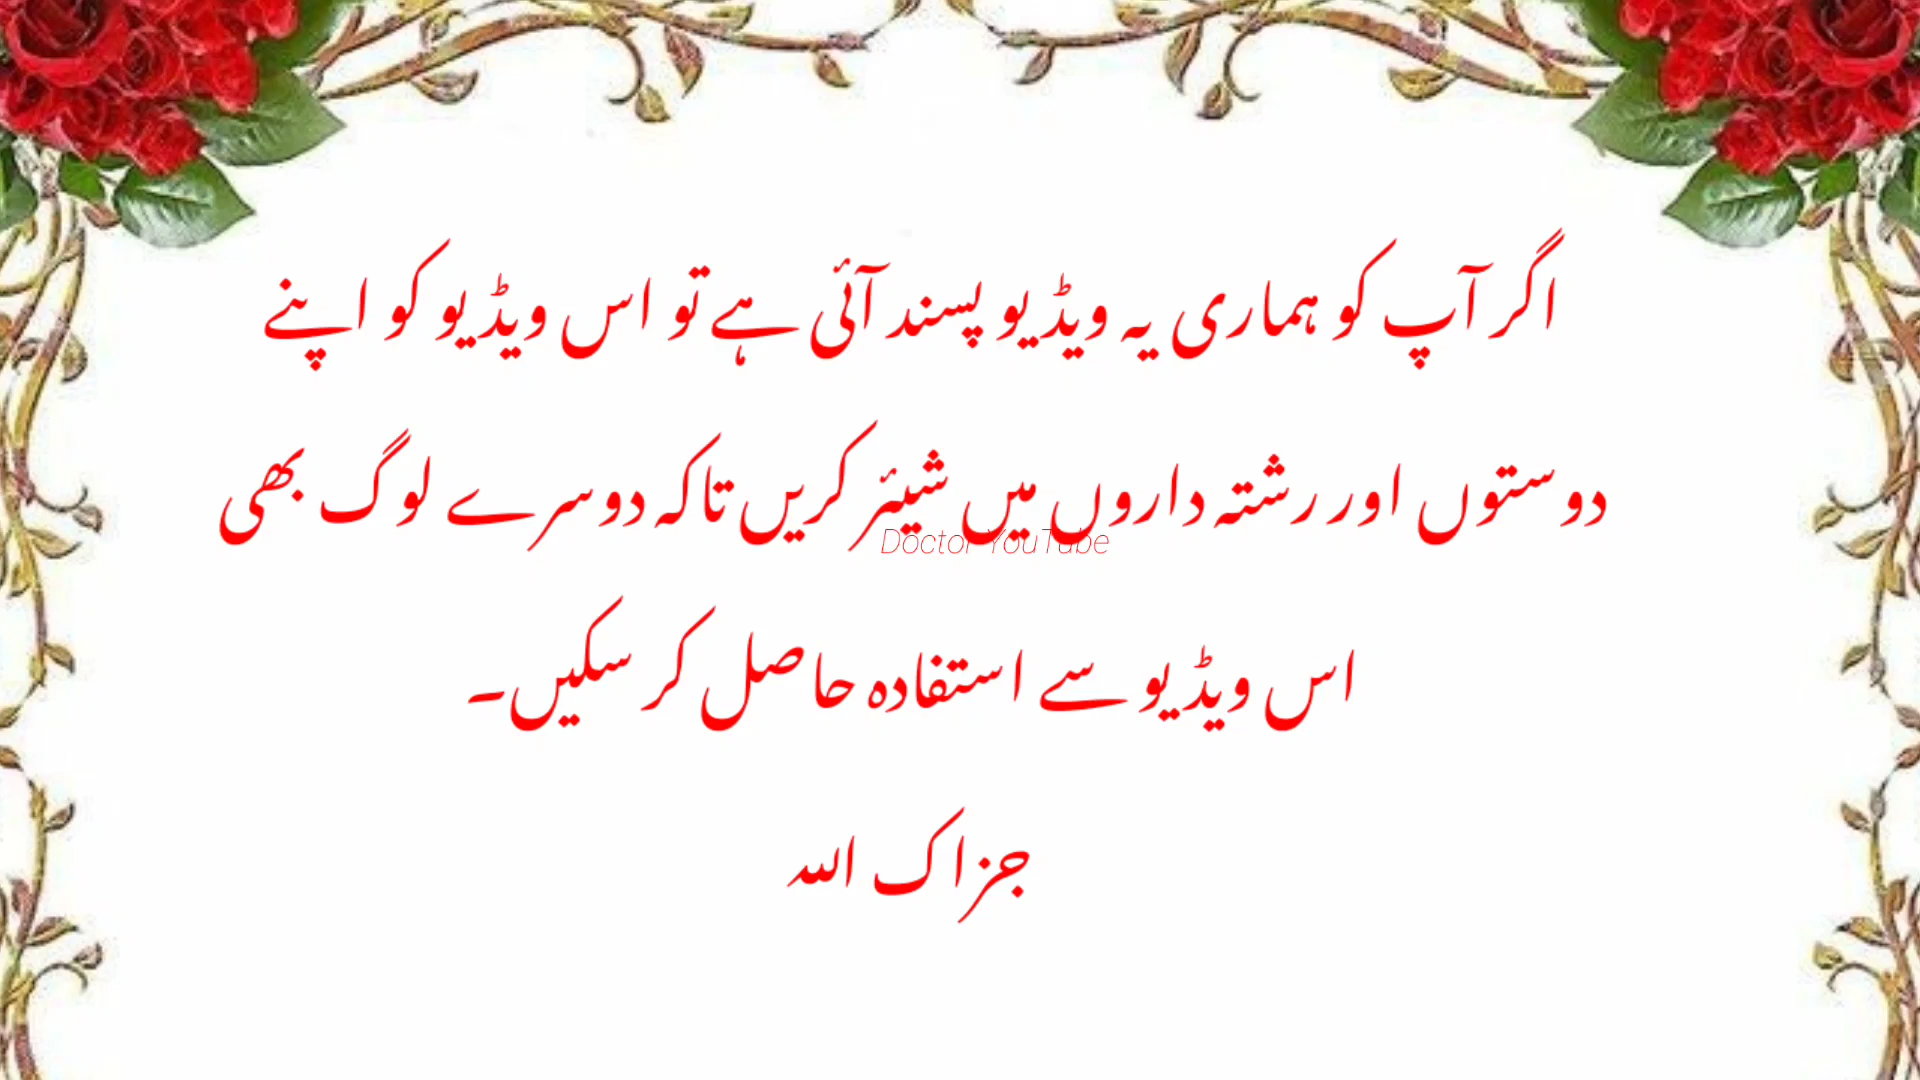 اگر آپ کو ہماری یہ ویڈیو پسند آئی ہے تو اس ویڈیو کو اپنے
دوستوں اور رشتہ داروں میں شیئر کریں تاکہ دوسرے لوگ بھی
Doctor YouTube
اس ویڈیو سے استفادہ حاصل کر سکیں۔
جزاک اللہ